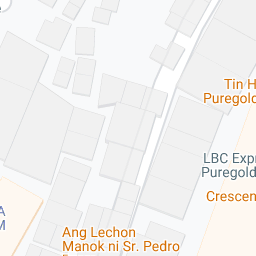 e
Tin H
Puregold
LBC Expr
Puregold
Crescen
A
M
Ang Lechon
Manok ni Sr. Pedro